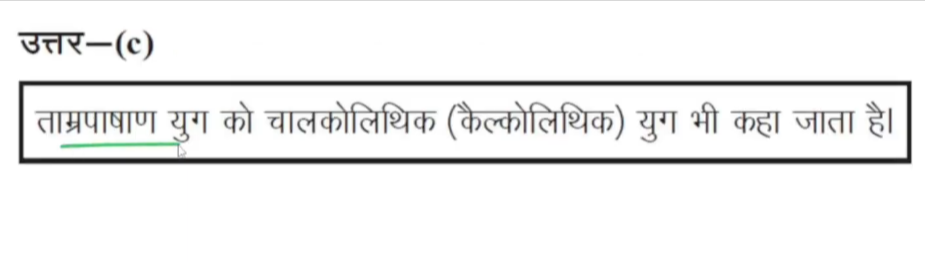 उत्तर–(c)
ताम्रपाषाण युग को चालकोलिथिक (कैल्कोलिथिक) युग भी कहा जाता है।